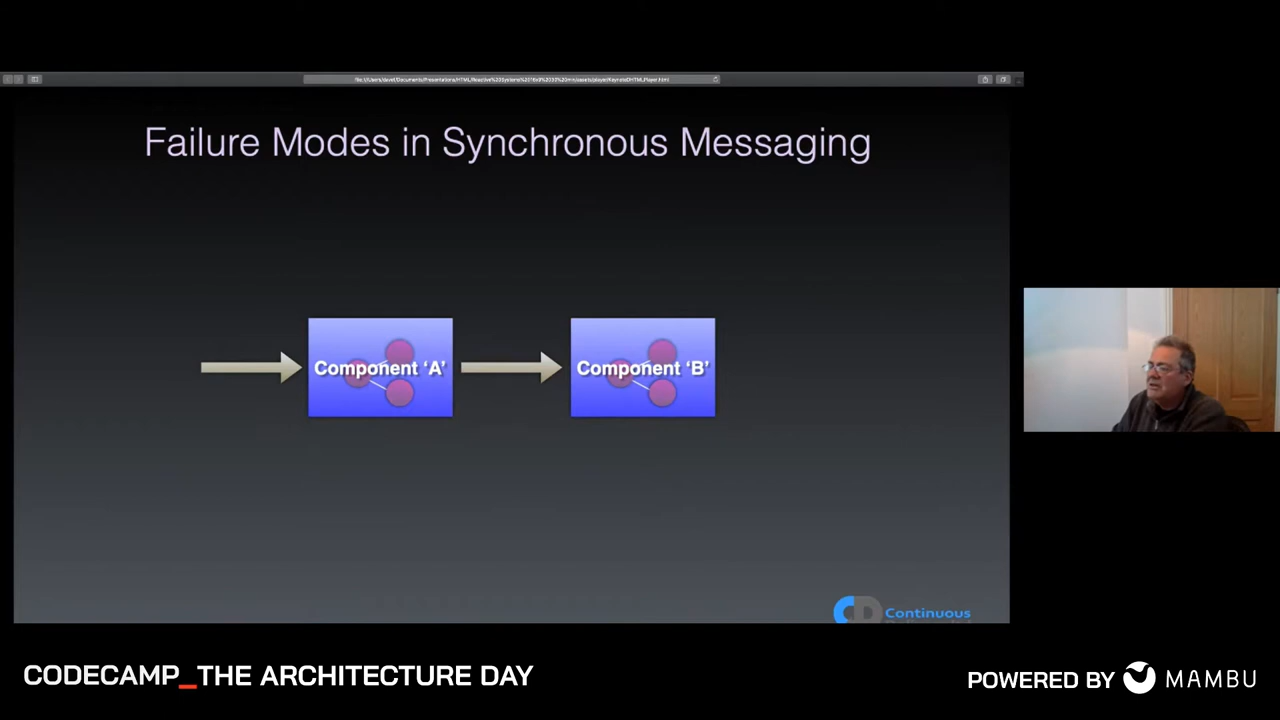 Failure Modes in Synchronous Messaging
Component ‘A’
Component ‘B’
Continuous
CODECAMP_THE ARCHITECTURE DAY
POWERED BY MAMBU